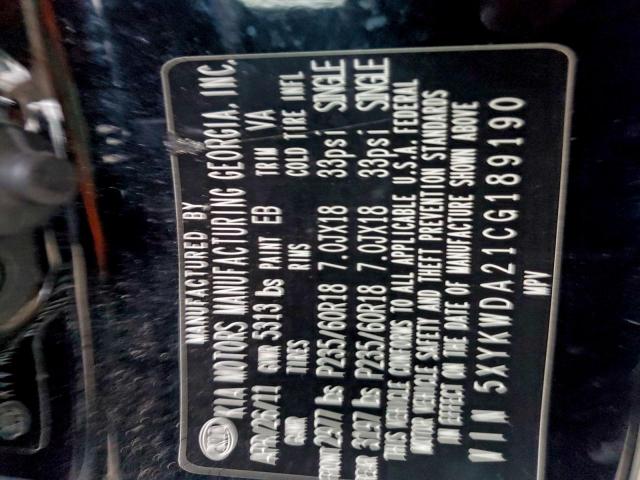 MANUFACTURED BY
KIA KIA MOTORS MANUFACTURING GEORGIA, INC.
APR/26/11 GVWR 5313 lbs PAINT EB TRIM VA
GAWR TIRES RIMS COLD TIRE INFL
FRONT 2977 lbs P235/60R18 7.0JX18 33psi SINGLE
REAR 3197 lbs P235/60R18 7.0JX18 33psi SINGLE
THIS VEHICLE CONFORMS TO ALL APPLICABLE U.S.A. FEDERAL
MOTOR VEHICLE SAFETY AND THEFT PREVENTION STANDARDS
IN EFFECT ON THE DATE OF MANUFACTURE SHOWN ABOVE
VIN 5XYKWDA21CG189190
MPV